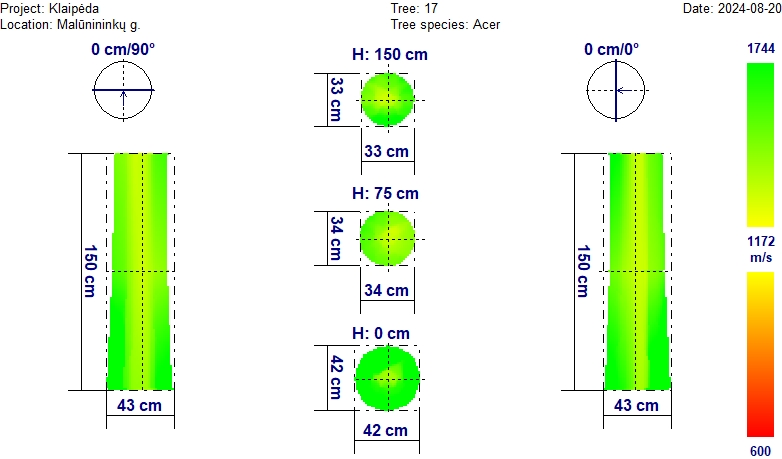 Project: Klaipėda
Tree: 17
Date: 2024-08-20
Location: Malūnininkų g.
Tree species: Acer
0 cm/90°
H: 150 cm
33 cm
33 cm
0 cm/0°
1744
150 cm
43 cm
H: 75 cm
34 cm
34 cm
H: 0 cm
42 cm
42 cm
150 cm
43 cm
1172
m/s
600